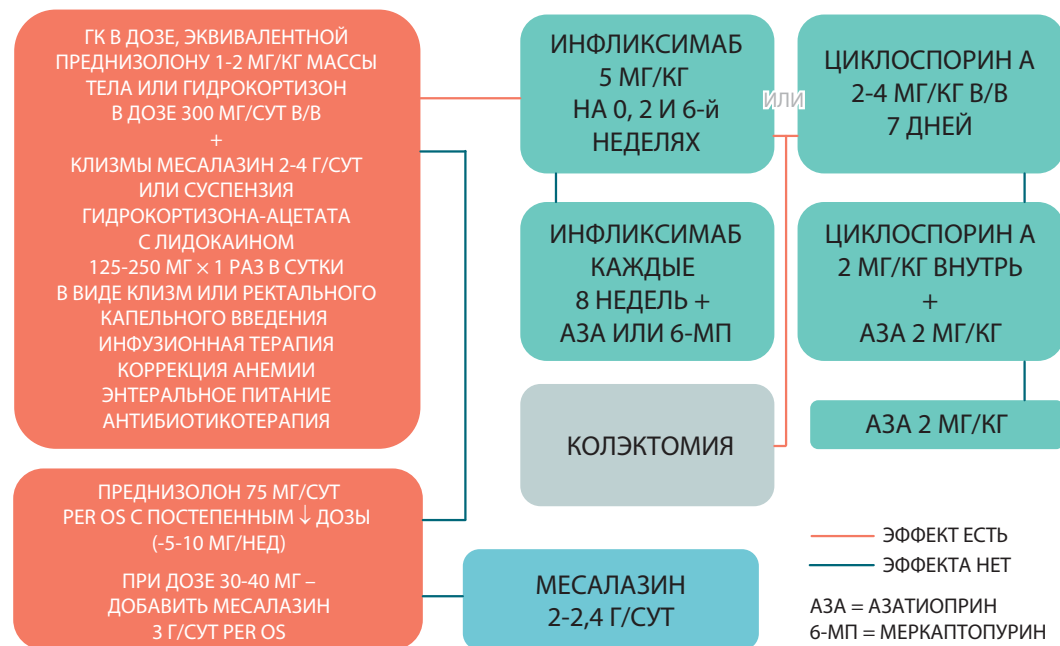 ГК В ДОЗЕ, ЭКВИВАЛЕНТНОЙ
ПРЕДНИЗОЛОНУ 1-2 МГ/КГ МАССЫ
ТЕЛА ИЛИ ГИДРОКОРТИЗОН
В ДОЗЕ 300 МГ/СУТ В/В
+
КЛИЗМЫ МЕСАЛАЗИН 2-4 Г/СУТ
ИЛИ СУСПЕНЗИЯ
ГИДРОКОРТИЗОНА-АЦЕТАТА
С ЛИДОКАИНОМ
125-250 МГ × 1 РАЗ В СУТКИ
В ВИДЕ КЛИЗМ ИЛИ РЕКТАЛЬНОГО
КАПЕЛЬНОГО ВВЕДЕНИЯ
ИНФУЗИОННАЯ ТЕРАПИЯ
КОРРЕКЦИЯ АНЕМИИ
ЭНТЕРАЛЬНОЕ ПИТАНИЕ
АНТИБИОТИКОТЕРАПИЯ
ИНФЛИКСИМАБ
5 МГ/КГ
НА 0, 2 И 6-й
НЕДЕЛЯХ
ИЛИ
ЦИКЛОСПОРИН А
2-4 МГ/КГ В/В
7 ДНЕЙ
ИНФЛИКСИМАБ
КАЖДЫЕ
8 НЕДЕЛЬ +
АЗА ИЛИ 6-МП
ЦИКЛОСПОРИН А
2 МГ/КГ ВНУТРЬ
+
АЗА 2 МГ/КГ
КОЛЭКТОМИЯ
АЗА 2 МГ/КГ
ПРЕДНИЗОЛОН 75 МГ/СУТ
PER OS С ПОСТЕПЕННЫМ ↓ ДОЗЫ
(-5-10 МГ/НЕД)
ПРИ ДОЗЕ 30-40 МГ –
ДОБАВИТЬ МЕСАЛАЗИН
3 Г/СУТ PER OS
МЕСАЛАЗИН
2-2,4 Г/СУТ
ЭФФЕКТ ЕСТЬ
ЭФФЕКТА НЕТ
АЗА = АЗАТИОПРИН
6-МП = МЕРКАПТОПУРИН